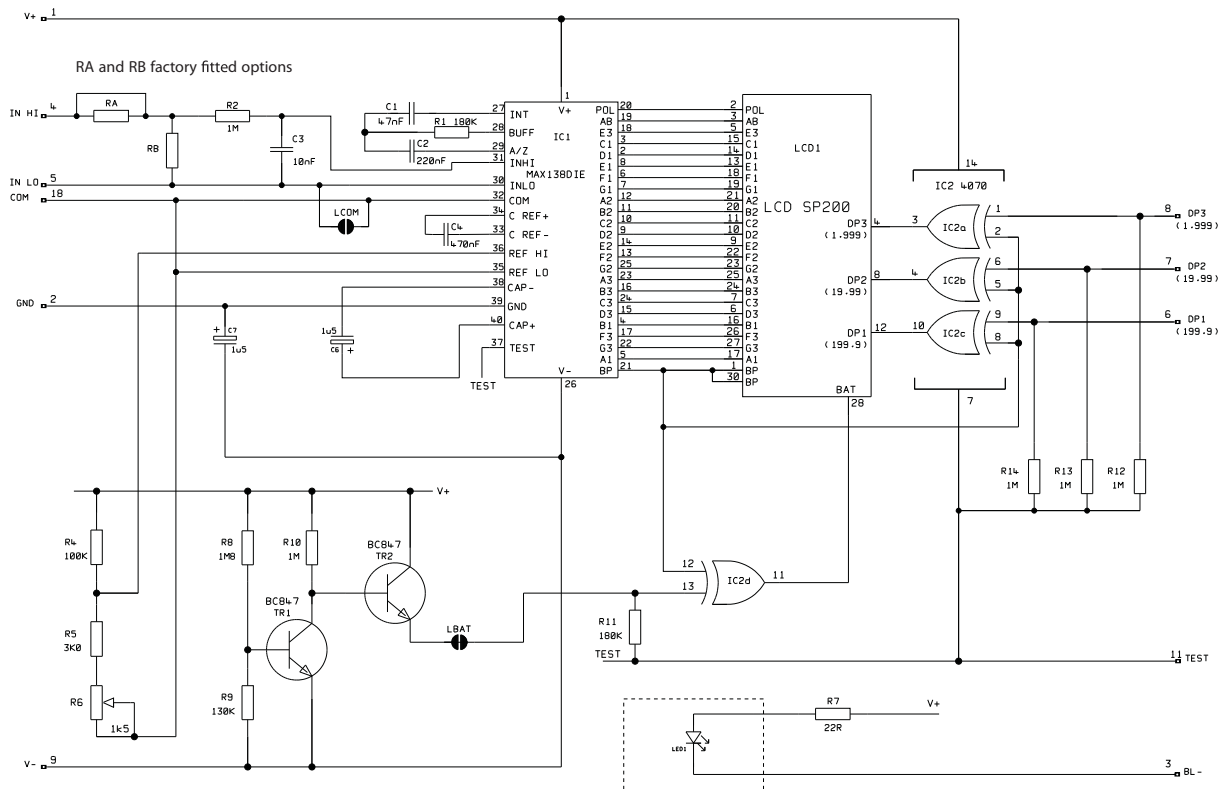 V+ 1
RA and RB factory fitted options
IN HI 4
RA
R2
1M
RB
C3
10nF
IN LO 5
COM 18
LCOM
C1
47nF
R1 180K
C2
220nF
C4
470nF
GND 2
C7
1u5
1u5
C6
TEST
1
V+
IC1
MAX138DIE
27 INT
28 BUFF
29 A/Z
31 INHI
30 INLO
32 COM
34 C REF+
33 C REF-
36 REF HI
35 REF LO
38 CAP-
39 GND
40 CAP+
37 TEST
V-
26
POL 20 2 POL
AB 19 3 AB
E3 18 5 E3
C1 3 15 C1
D1 2 14 D1
E1 8 13 E1
F1 6 18 F1
G1 7 19 G1
A2 12 21 A2
B2 11 20 B2
C2 10 11 C2
D2 9 10 D2
E2 14 9 E2
F2 13 22 F2
G2 25 23 G2
A3 23 25 A3
B3 16 24 B3
C3 24 7 C3
D3 15 6 D3
B1 4 16 B1
F3 17 26 F3
G3 22 27 G3
A1 5 17 A1
BP 21 1 BP
30 BP
LCD1
LCD SP200
DP3 4
(1.999)
DP2 8
(19.99)
DP1 12
(199.9)
BAT
28
14
IC2 4070
3 IC2a 1
2
4 IC2b 6
5
10 IC2c 9
8
7
8 DP3
(1.999)
7 DP2
(19.99)
6 DP1
(199.9)
R14
1M
R13
1M
R12
1M
V+
R4
100K
R5
3K0
R6
1k5
R8
1M8
R10
1M
BC847
TR2
BC847
TR1
R9
130K
LBAT
12
13
IC2d
11
R11
180K
TEST
11 TEST
V- 9
R7
22R
V+
LED1
3 BL-